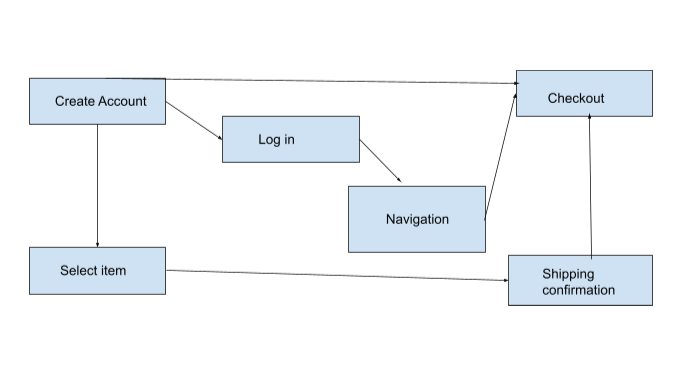 Create Account
Checkout
Log in
Navigation
Select item
Shipping
confirmation